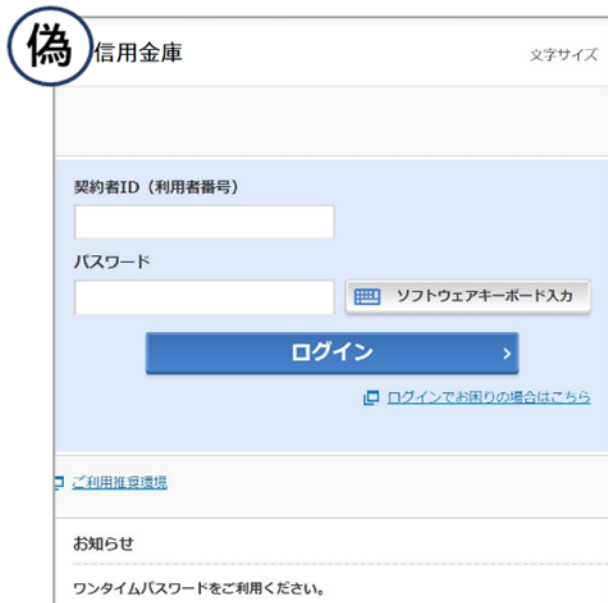 偽
信用金庫
文字サイズ
契約者ID（利用者番号）
パスワード
ソフトウェアキーボード入力
ログイン
ログインでお困りの場合はこちら
ご利用推奨環境
お知らせ
ワンタイムパスワードをご利用ください。